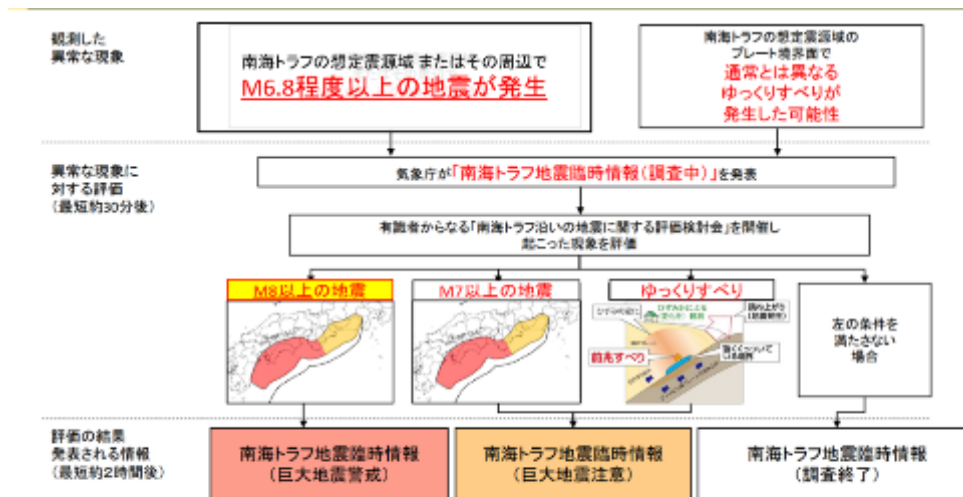 観測した
異常な現象
南海トラフの想定震源域 またはその周辺で
M6.8程度以上の地震が発生
南海トラフの想定震源域の
プレート境界面で
通常とは異なる
ゆっくりすべりが
発生した可能性
異常な現象に
対する評価
(最短約30分後)
気象庁が「南海トラフ地震臨時情報(調査中)」を発表
有識者からなる「南海トラフ沿いの地震に関する評価検討会」を開催し
起こった現象を評価
M8以上の地震
M7以上の地震
ゆっくりすべり
前兆すべり
左の条件を
満たさない
場合
評価の結果
発表される情報
(最短約2時間後)
南海トラフ地震臨時情報
(巨大地震警戒)
南海トラフ地震臨時情報
(巨大地震注意)
南海トラフ地震臨時情報
(調査終了)